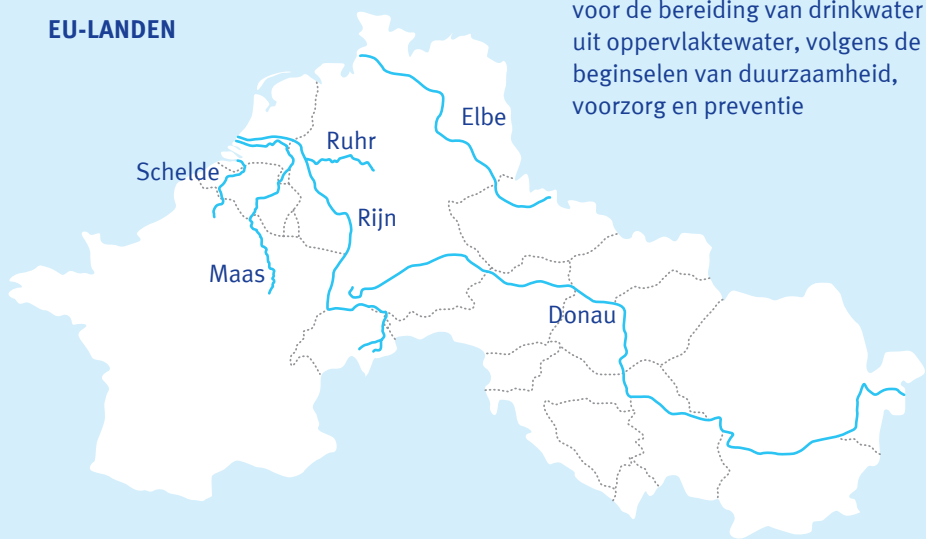 EU-LANDEN
voor de bereiding van drinkwater
uit oppervlaktewater, volgens de
beginselen van duurzaamheid,
voorzorg en preventie
Elbe
Ruhr
Schelde
Rijn
Maas
Donau